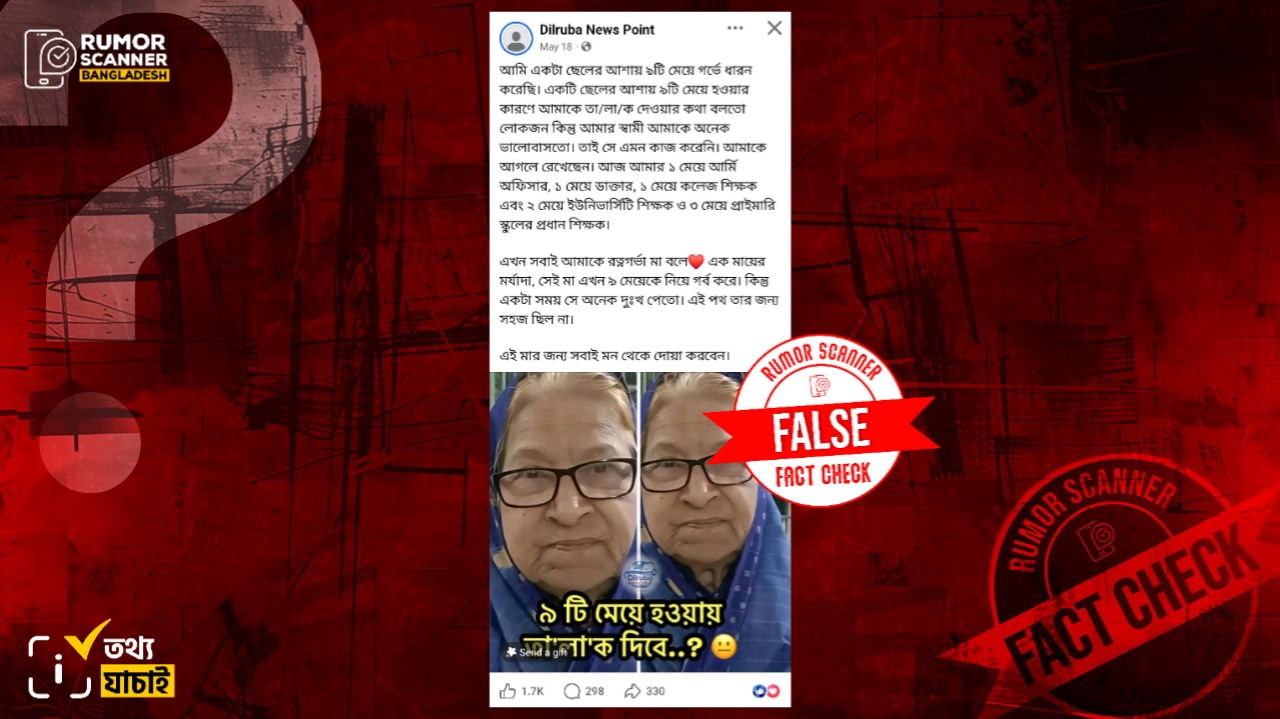 RUMOR
SCANNER
BANGLADESH
Dilruba News Point
May 18
আমি একটা ছেলের আশায় ৯টি মেয়ে গর্ভে ধারন
করেছি। একটি ছেলের আশায় ৯টি মেয়ে হওয়ার
কারণে আমাকে তা/লা/ক দেওয়ার কথা বলতো
লোকজন কিন্তু আমার স্বামী আমাকে অনেক
ভালোবাসতো। তাই সে এমন কাজ করেনি। আমাকে
আগলে রেখেছেন। আজ আমার ১ মেয়ে আর্মি
অফিসার, ১ মেয়ে ডাক্তার, ১ মেয়ে কলেজ শিক্ষক
এবং ২ মেয়ে ইউনিভার্সিটি শিক্ষক ও ৩ মেয়ে প্রাইমারি
স্কুলের প্রধান শিক্ষক।
এখন সবাই আমাকে রত্নগর্ভা মা বলে❤️ এক মায়ের
মর্যাদা, সেই মা এখন ৯ মেয়েকে নিয়ে গর্ব করে। কিন্তু
একটা সময় সে অনেক দুঃখ পেতো। এই পথ তার জন্য
সহজ ছিল না।
এই মার জন্য সবাই মন থেকে দোয়া করবেন।
RUMOR SCANNER
FALSE
FACT CHECK
Dilruba
৯ টি মেয়ে হওয়ায়
তা'লা'ক দিবে..? 😐
Send a gift
1.7K 298 330
RUMOR SCANNER
FACT CHECK
তথ্য
যাচাই